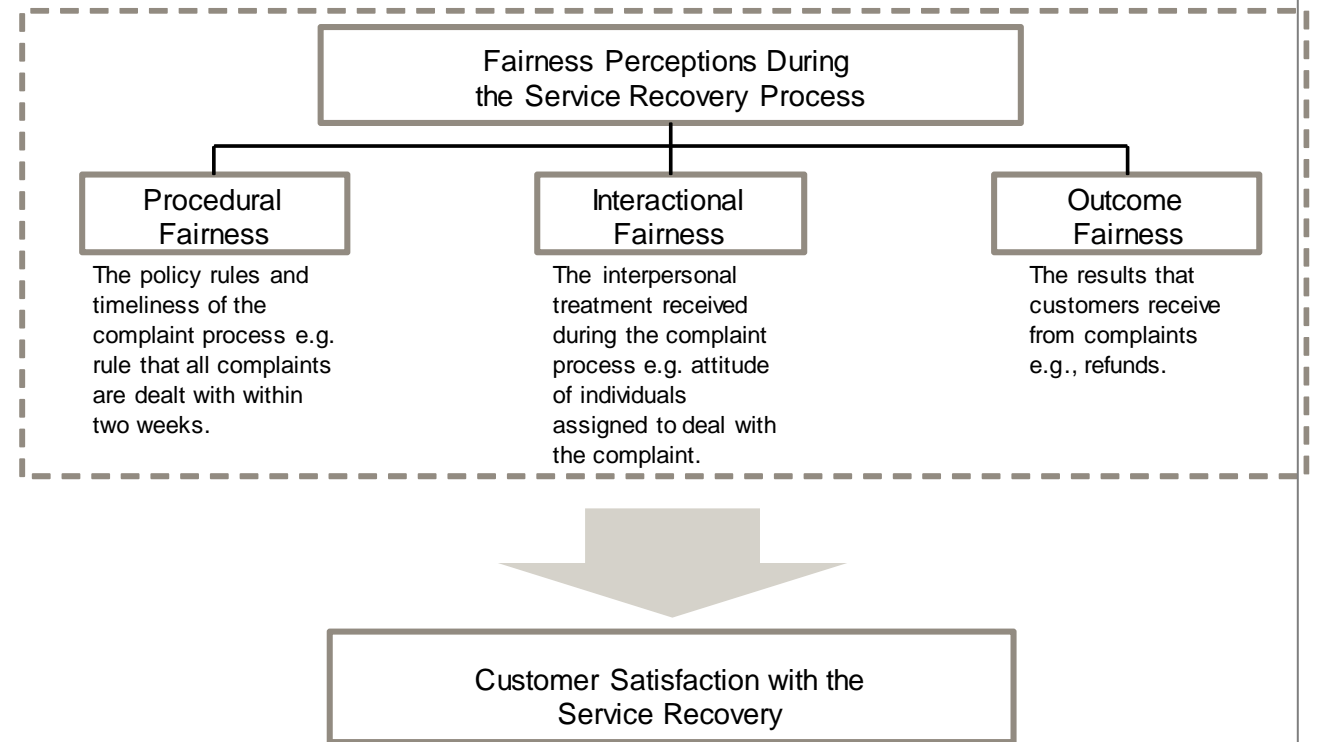 Fairness Perceptions During
the Service Recovery Process
Procedural
Fairness
The policy rules and
timeliness of the
complaint process e.g.
rule that all complaints
are dealt with within
two weeks.
Interactional
Fairness
The interpersonal
treatment received
during the complaint
process e.g. attitude
of individuals
assigned to deal with
the complaint.
Outcome
Fairness
The results that
customers receive
from complaints
e.g., refunds.
Customer Satisfaction with the
Service Recovery